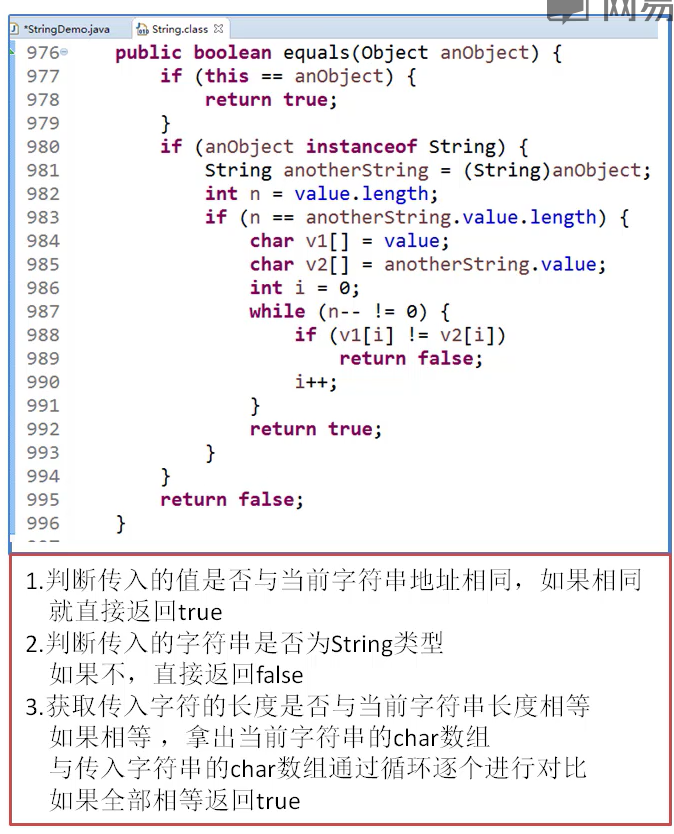 网易
*StringDemo.java String.class
976 public boolean equals(Object anObject) {
977 if (this == anObject) {
978 return true;
979 }
980 if (anObject instanceof String) {
981 String anotherString = (String)anObject;
982 int n = value.length;
983 if (n == anotherString.value.length) {
984 char v1[] = value;
985 char v2[] = anotherString.value;
986 int i = 0;
987 while (n-- != 0) {
988 if (v1[i] != v2[i])
989 return false;
990 i++;
991 }
992 return true;
993 }
994 }
995 return false;
996 }
1.判断传入的值是否与当前字符串地址相同，如果相同
就直接返回true
2.判断传入的字符串是否为String类型
如果不，直接返回false
3.获取传入字符的长度是否与当前字符串长度相等
如果相等 ，拿出当前字符串的char数组
与传入字符串的char数组通过循环逐个进行对比
如果全部相等返回true